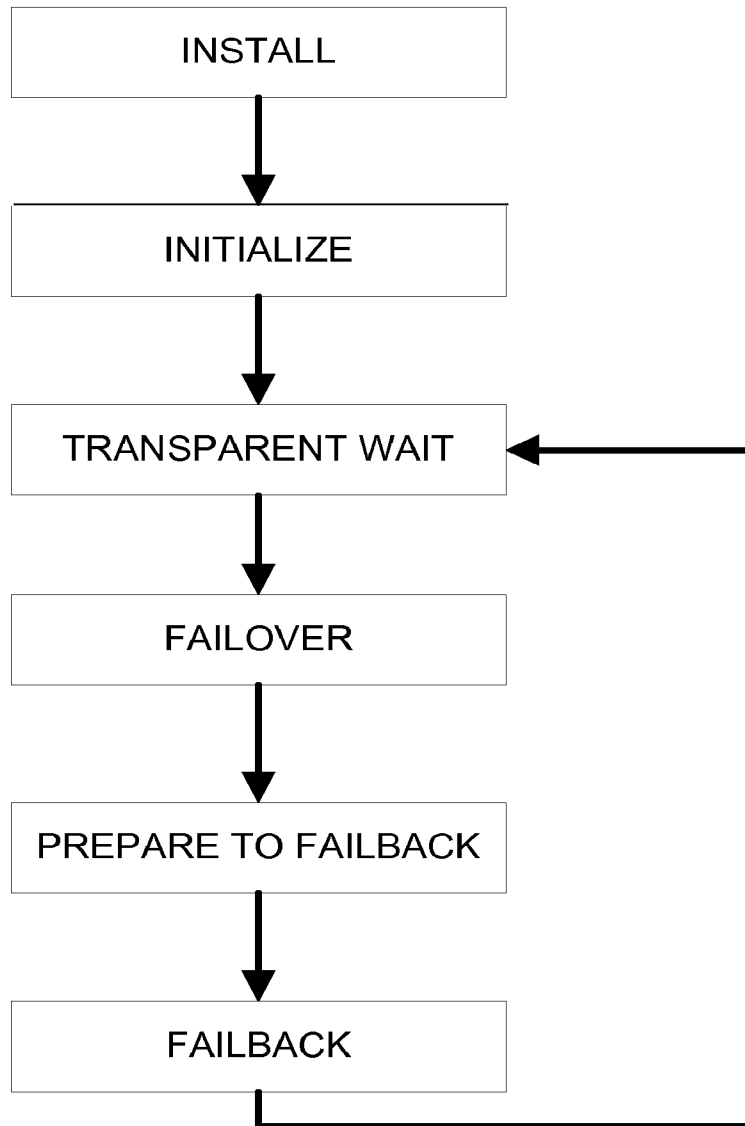 INSTALL
INITIALIZE
TRANSPARENT WAIT
FAILOVER
PREPARE TO FAILBACK
FAILBACK